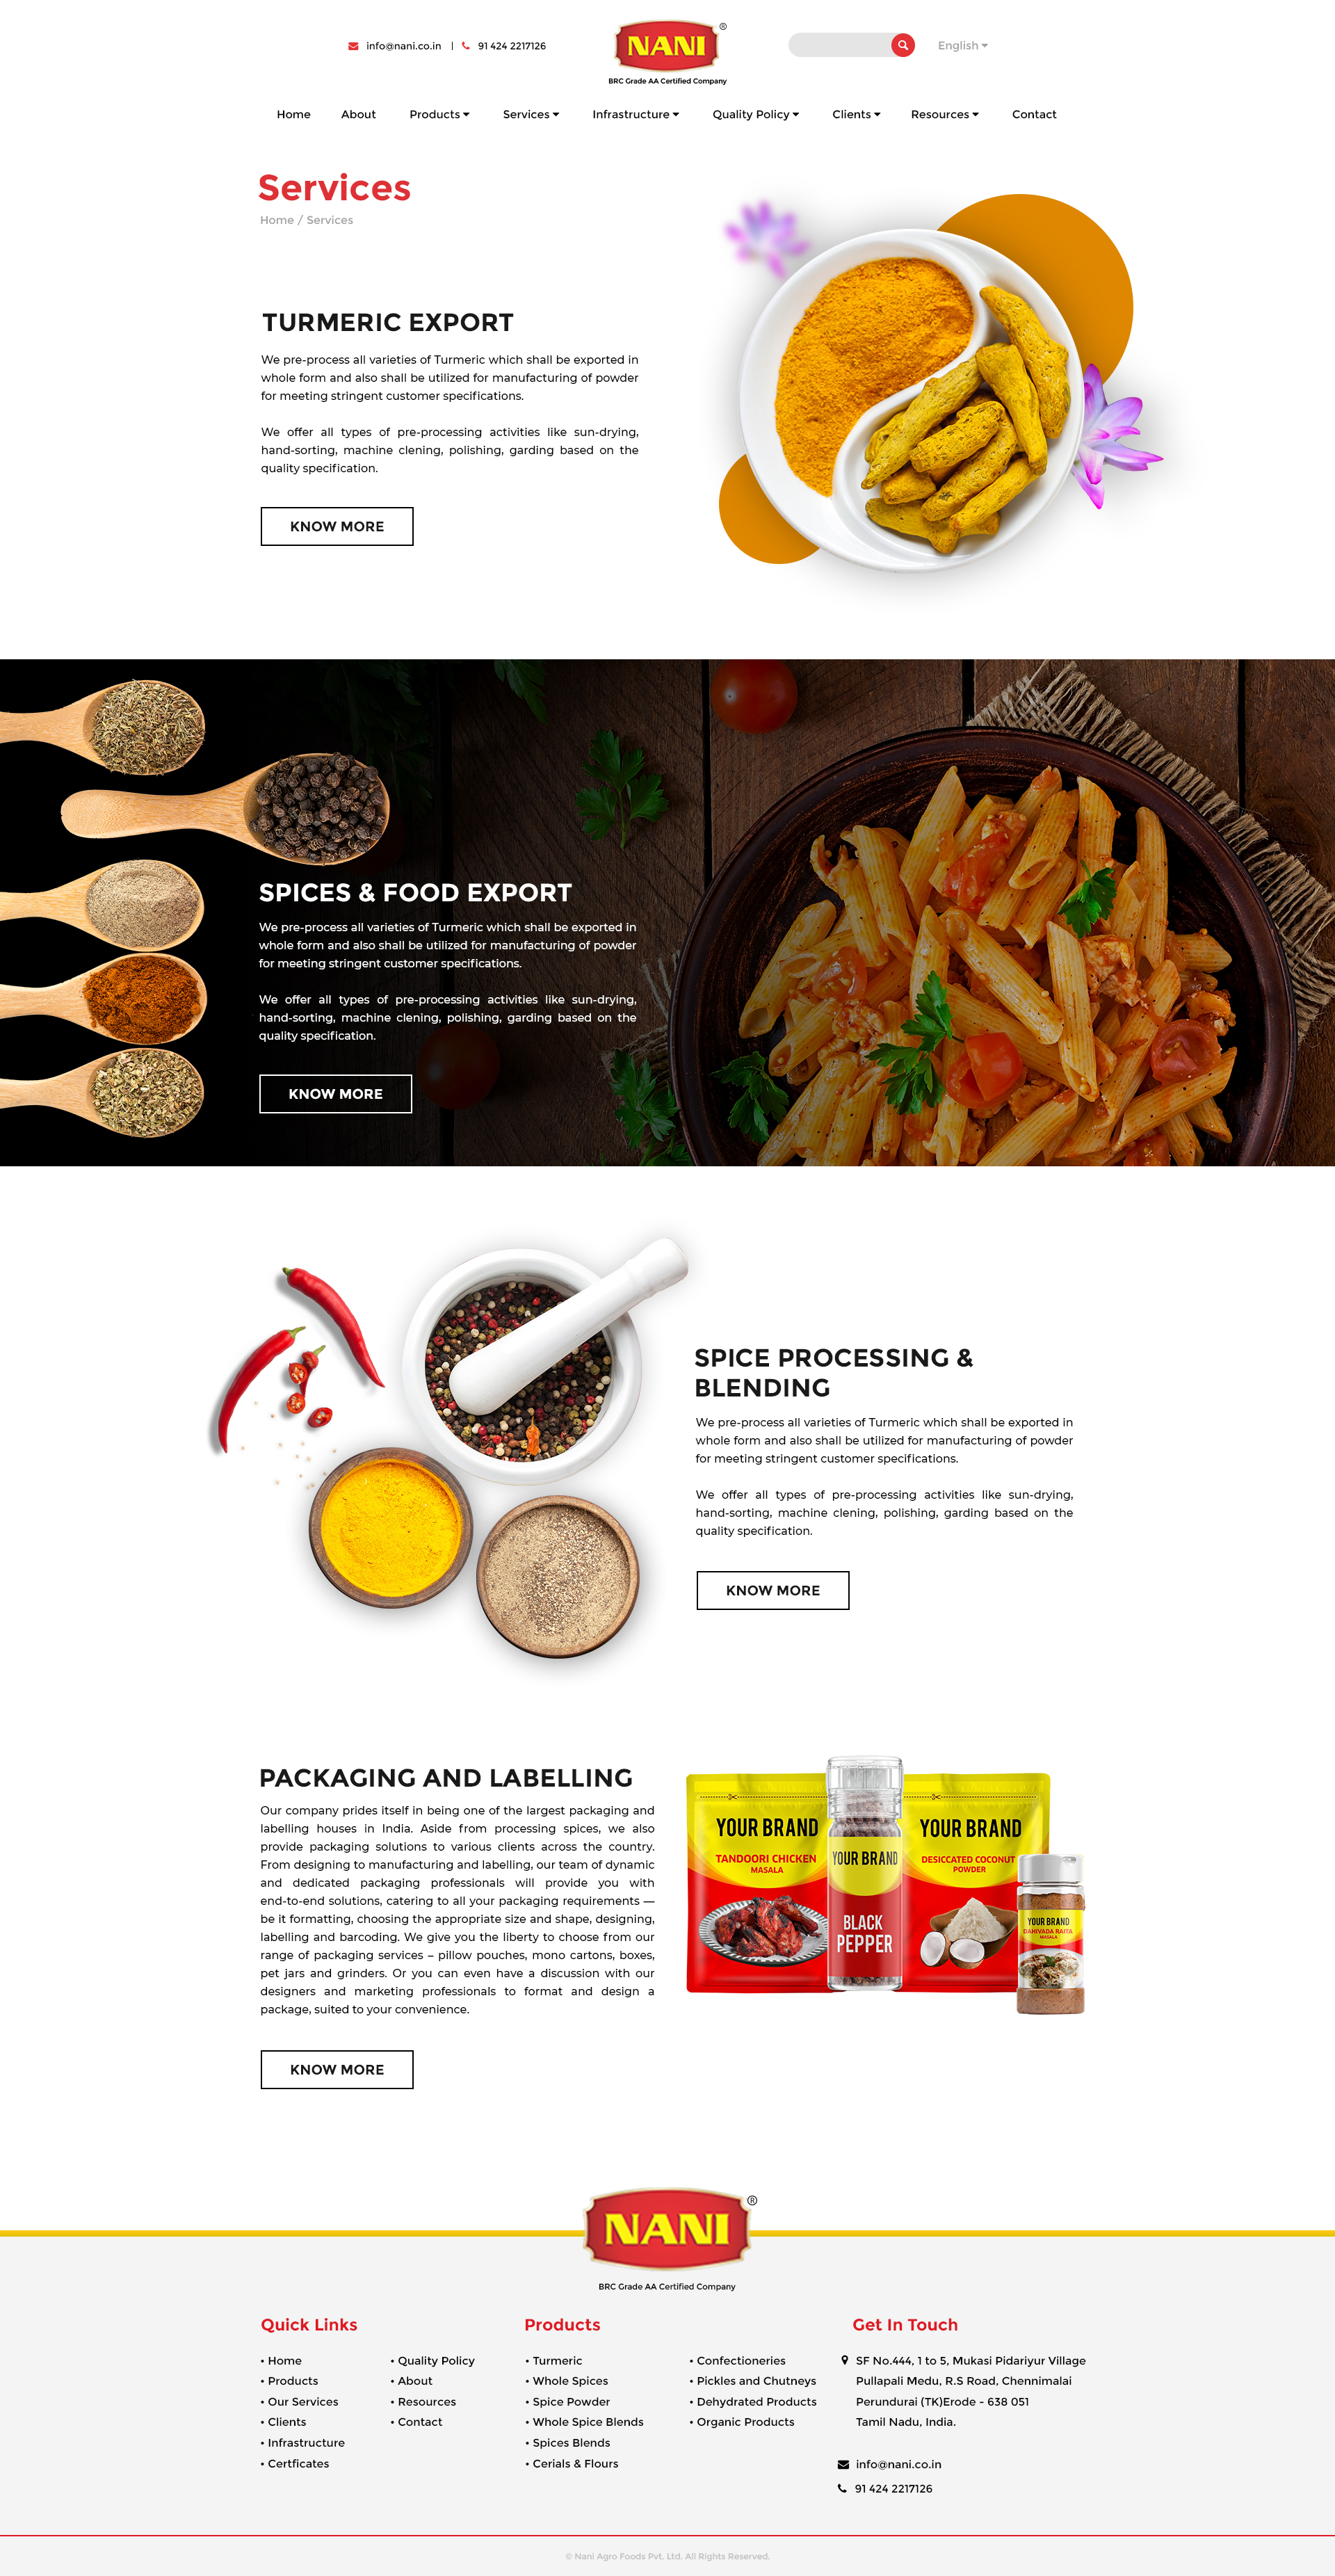 info@nani.co.in | 91 424 2217126
NANI ®
BRC Grade AA Certified Company
English
Home About Products Services Infrastructure Quality Policy Clients Resources Contact
Services
Home / Services
TURMERIC EXPORT
We pre-process all varieties of Turmeric which shall be exported in
whole form and also shall be utilized for manufacturing of powder
for meeting stringent customer specifications.
We offer all types of pre-processing activities like sun-drying,
hand-sorting, machine clening, polishing, garding based on the
quality specification.
KNOW MORE
SPICES & FOOD EXPORT
We pre-process all varieties of Turmeric which shall be exported in
whole form and also shall be utilized for manufacturing of powder
for meeting stringent customer specifications.
We offer all types of pre-processing activities like sun-drying,
hand-sorting, machine clening, polishing, garding based on the
quality specification.
KNOW MORE
SPICE PROCESSING &
BLENDING
We pre-process all varieties of Turmeric which shall be exported in
whole form and also shall be utilized for manufacturing of powder
for meeting stringent customer specifications.
We offer all types of pre-processing activities like sun-drying,
hand-sorting, machine clening, polishing, garding based on the
quality specification.
KNOW MORE
PACKAGING AND LABELLING
Our company prides itself in being one of the largest packaging and
labelling houses in India. Aside from processing spices, we also
provide packaging solutions to various clients across the country.
From designing to manufacturing and labelling, our team of dynamic
and dedicated packaging professionals will provide you with
end-to-end solutions, catering to all your packaging requirements —
be it formatting, choosing the appropriate size and shape, designing,
labelling and barcoding. We give you the liberty to choose from our
range of packaging services – pillow pouches, mono cartons, boxes,
pet jars and grinders. Or you can even have a discussion with our
designers and marketing professionals to format and design a
package, suited to your convenience.
KNOW MORE
YOUR BRAND
TANDOORI CHICKEN
MASALA
YOUR BRAND
BLACK
PEPPER
YOUR BRAND
DESICCATED COCONUT
POWDER
YOUR BRAND
DAHIVADA RAITA
MASALA
NANI ®
BRC Grade AA Certified Company
Quick Links
• Home
• Products
• Our Services
• Clients
• Infrastructure
• Certficates
• Quality Policy
• About
• Resources
• Contact
Products
• Turmeric
• Whole Spices
• Spice Powder
• Whole Spice Blends
• Spices Blends
• Cerials & Flours
• Confectioneries
• Pickles and Chutneys
• Dehydrated Products
• Organic Products
Get In Touch
SF No.444, 1 to 5, Mukasi Pidariyur Village
Pullapali Medu, R.S Road, Chennimalai
Perundurai (TK)Erode - 638 051
Tamil Nadu, India.
info@nani.co.in
91 424 2217126
© Nani Agro Foods Pvt. Ltd. All Rights Reserved.